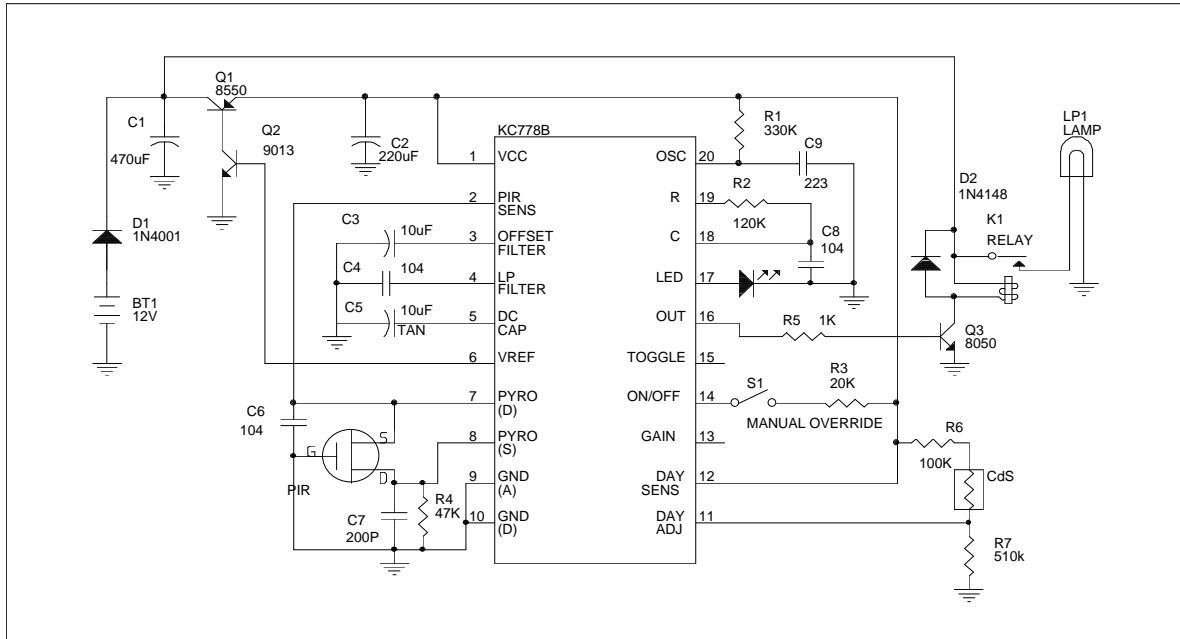 Q1
8550
Q2
9013
C1
470uF
C2
220uF
D1
1N4001
BT1
12V
KC778B
1 VCC
2 PIR
SENS
3 OFFSET
FILTER
4 LP
FILTER
5 DC
CAP
6 VREF
7 PYRO
(D)
8 PYRO
(S)
9 GND
(A)
10 GND
(D)
OSC 20
R 19
C 18
LED 17
OUT 16
TOGGLE 15
ON/OFF 14
GAIN 13
DAY 12
SENS
DAY 11
ADJ
C3
10uF
C4
104
C5
10uF
TAN
C6
104
G
S
D
PIR
C7
200P
R4
47K
R1
330K
C9
223
R2
120K
C8
104
R5 1K
S1
R3
20K
MANUAL OVERRIDE
R6
100K
CdS
R7
510k
D2
1N4148
K1
RELAY
LP1
LAMP
Q3
8050